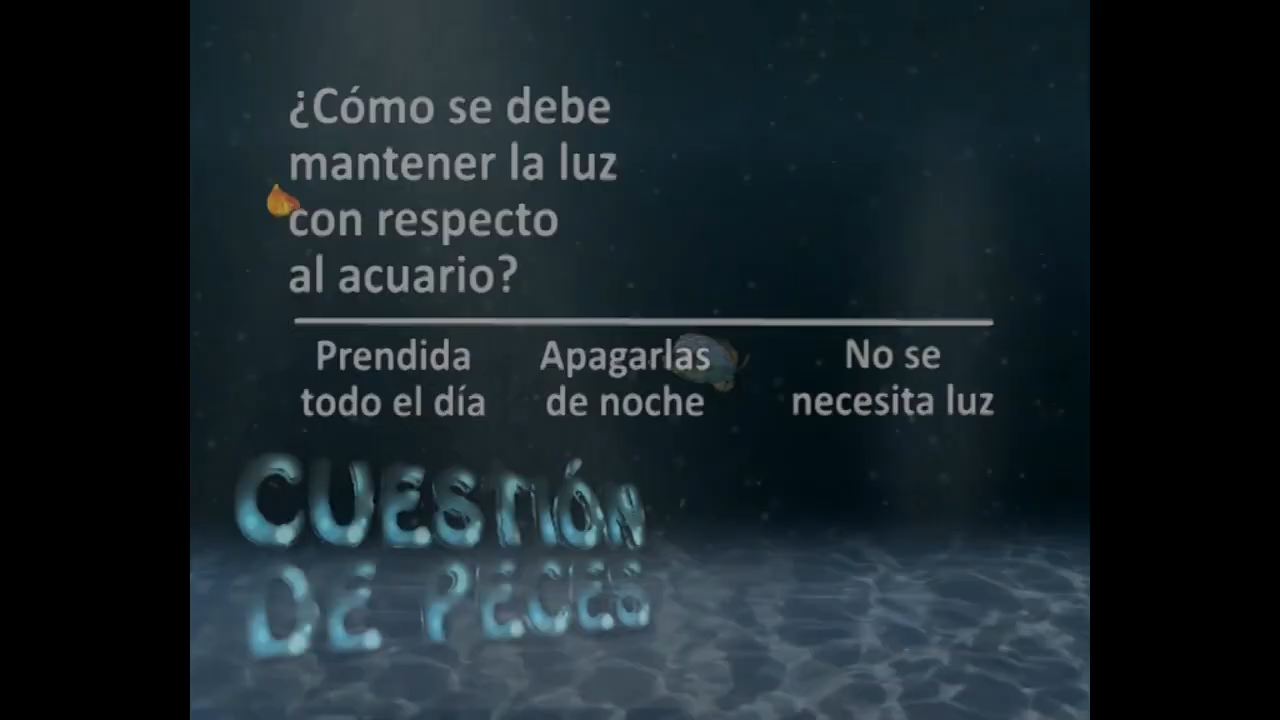 ¿Cómo se debe
mantener la luz
con respecto
al acuario?
Prendida
todo el día
Apagarlas
de noche
No se
necesita luz
CUESTIÓN
DE PECES